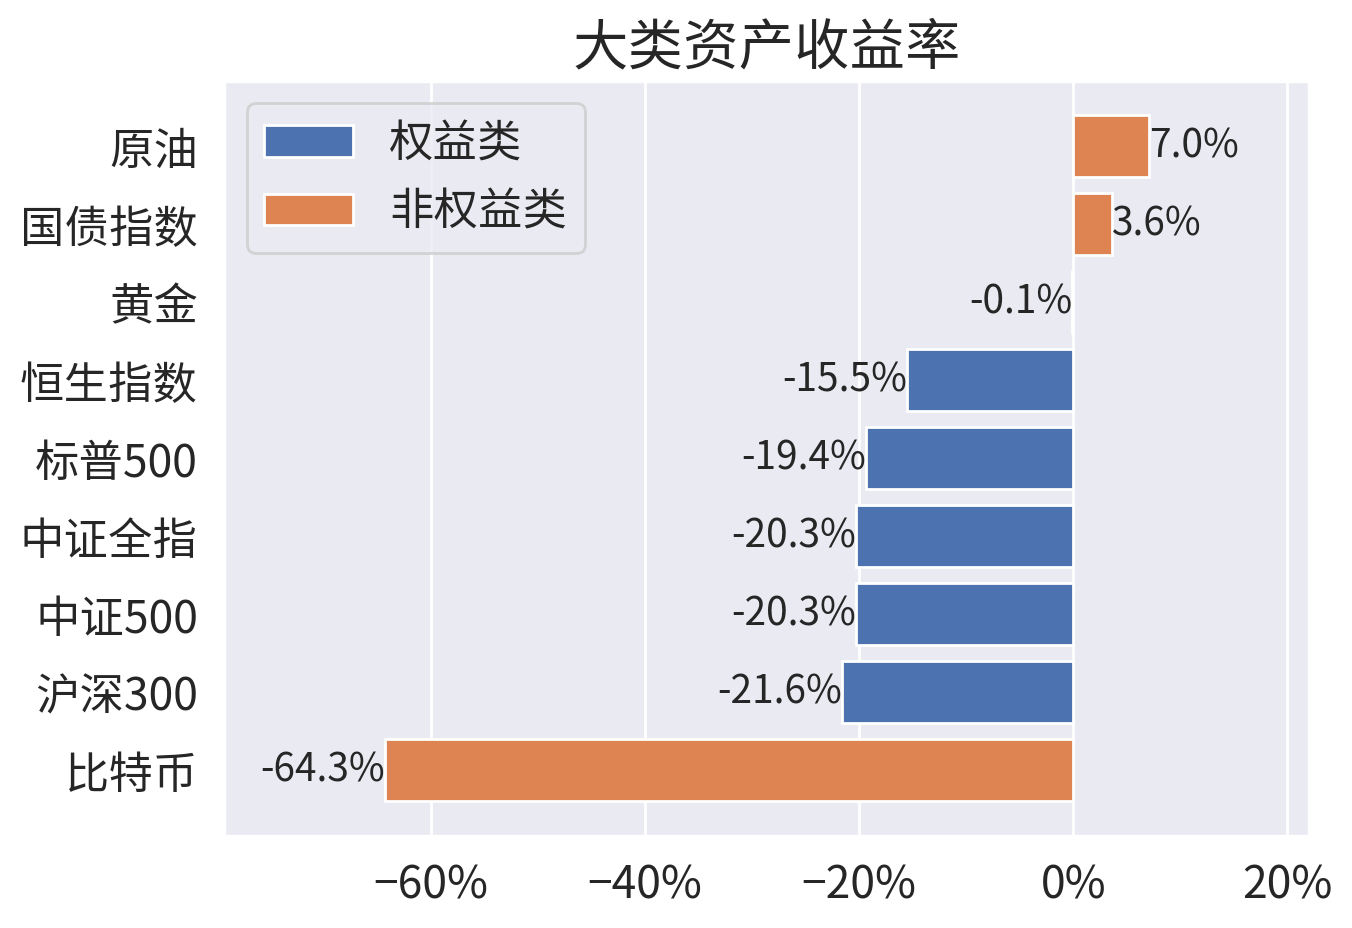 大类资产收益率
权益类
非权益类
原油 7.0%
国债指数 3.6%
黄金 -0.1%
恒生指数 -15.5%
标普500 -19.4%
中证全指 -20.3%
中证500 -20.3%
沪深300 -21.6%
比特币 -64.3%
−60% −40% −20% 0% 20%